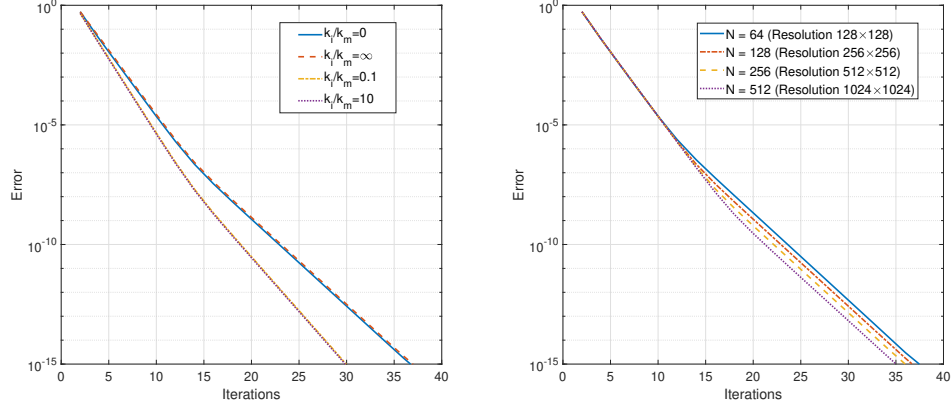 10^0
10^-5
10^-10
10^-15
Error
0 5 10 15 20 25 30 35 40
Iterations
k_i/k_m=0
k_i/k_m=∞
k_i/k_m=0.1
k_i/k_m=10
10^0
10^-5
10^-10
10^-15
Error
0 5 10 15 20 25 30 35 40
Iterations
N = 64 (Resolution 128×128)
N = 128 (Resolution 256×256)
N = 256 (Resolution 512×512)
N = 512 (Resolution 1024×1024)